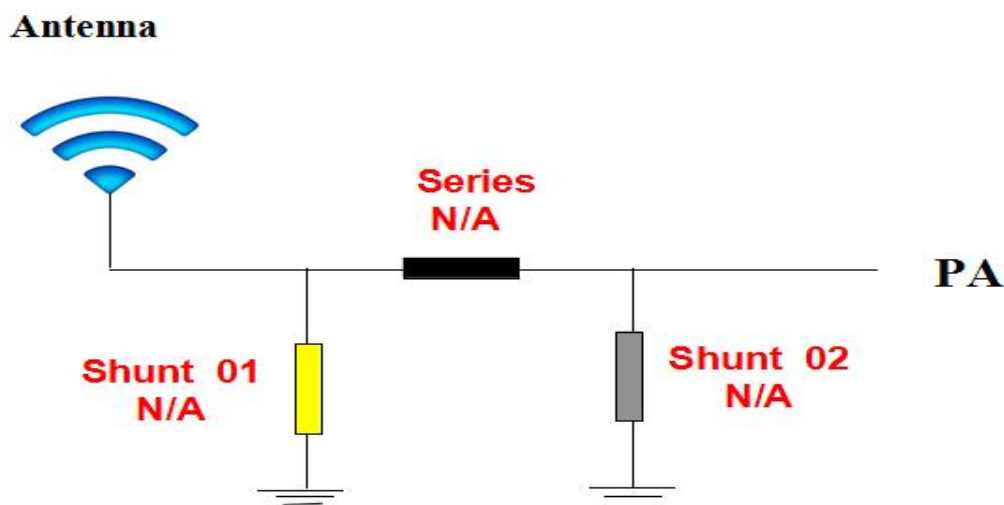 Antenna
Series
N/A
PA
Shunt 01
N/A
Shunt 02
N/A